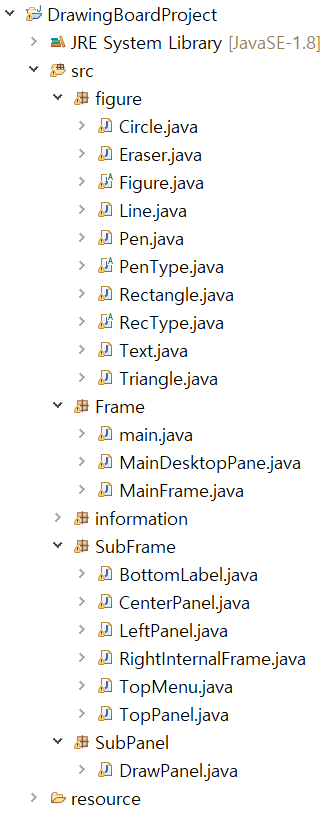 DrawingBoardProject
JRE System Library [JavaSE-1.8]
src
figure
Circle.java
Eraser.java
Figure.java
Line.java
Pen.java
PenType.java
Rectangle.java
RecType.java
Text.java
Triangle.java
Frame
main.java
MainDesktopPane.java
MainFrame.java
information
SubFrame
BottomLabel.java
CenterPanel.java
LeftPanel.java
RightInternalFrame.java
TopMenu.java
TopPanel.java
SubPanel
DrawPanel.java
resource